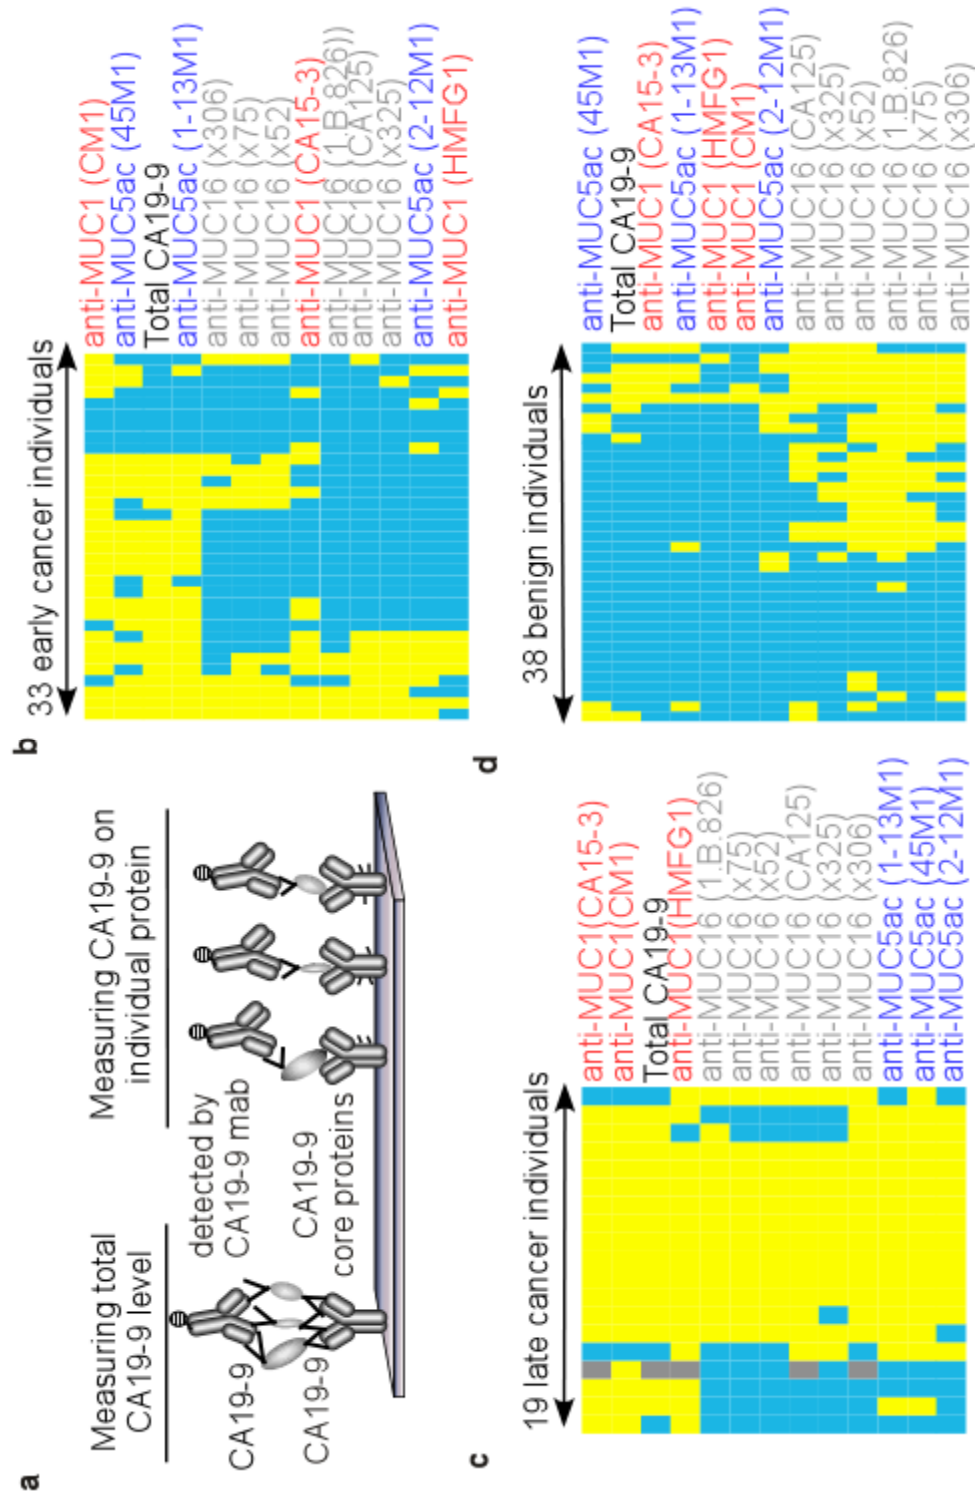 a
Measuring total
CA19-9 level
Measuring CA19-9 on
individual protein
CA19-9
CA19-9
detected by
CA19-9 mab
CA19-9
core proteins
b
33 early cancer individuals
anti-MUC1 (CM1)
anti-MUC5ac (45M1)
Total CA19-9
anti-MUC5ac (1-13M1)
anti-MUC16 (x306)
anti-MUC16 (x75)
anti-MUC16 (x52)
anti-MUC1 (CA15-3)
anti-MUC16 (1.B.826))
anti-MUC16 (CA125)
anti-MUC16 (x325)
anti-MUC5ac (2-12M1)
anti-MUC1 (HMFG1)
c
19 late cancer individuals
anti-MUC1(CA15-3)
anti-MUC1(CM1)
Total CA19-9
anti-MUC1(HMFG1)
anti-MUC16 (1.B.826)
anti-MUC16 (x75)
anti-MUC16 (x52)
anti-MUC16 (CA125)
anti-MUC16 (x325)
anti-MUC16 (x306)
anti-MUC5ac (1-13M1)
anti-MUC5ac (45M1)
anti-MUC5ac (2-12M1)
d
38 benign individuals
anti-MUC5ac (45M1)
Total CA19-9
anti-MUC1 (CA15-3)
anti-MUC5ac (1-13M1)
anti-MUC1 (HMFG1)
anti-MUC1 (CM1)
anti-MUC5ac (2-12M1)
anti-MUC16 (CA125)
anti-MUC16 (x325)
anti-MUC16 (x52)
anti-MUC16 (1.B.826)
anti-MUC16 (x75)
anti-MUC16 (x306)